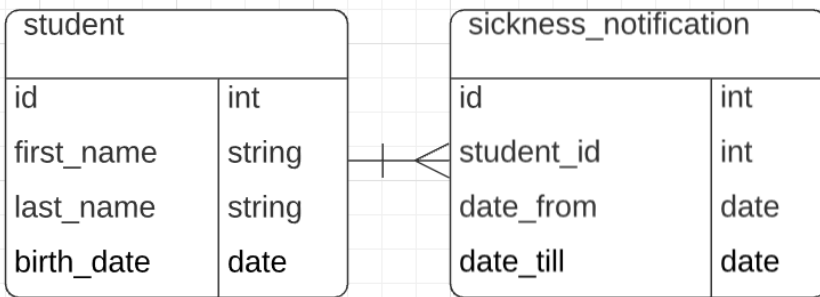 student
id int
first_name string
last_name string
birth_date date
sickness_notification
id int
student_id int
date_from date
date_till date